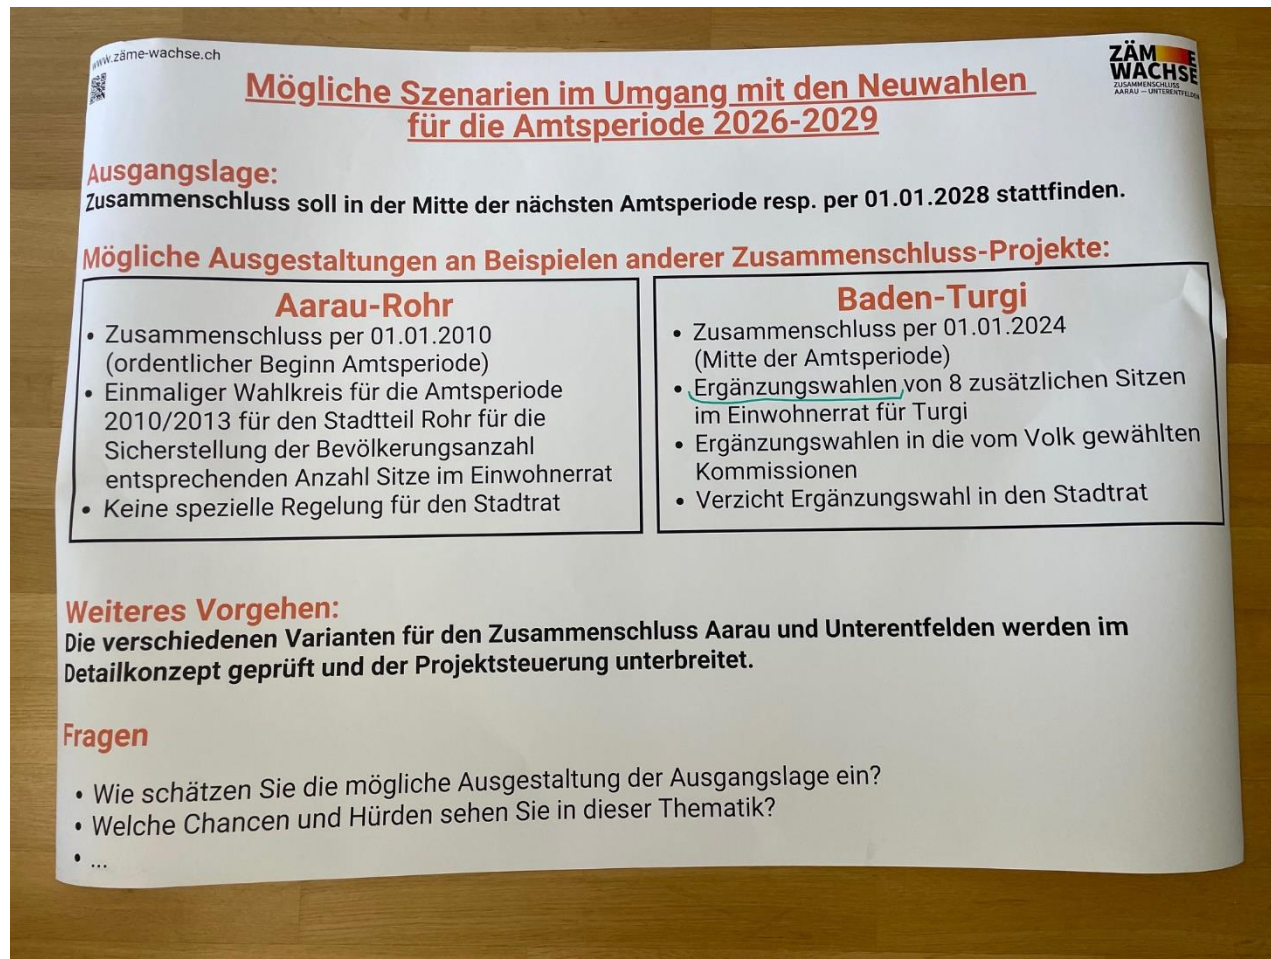 www.zäme-wachse.ch
ZÄM E
WACHSE
ZUSAMMENSCHLUSS
AARAU — UNTERENTFELDEN
Mögliche Szenarien im Umgang mit den Neuwahlen
für die Amtsperiode 2026-2029
Ausgangslage:
Zusammenschluss soll in der Mitte der nächsten Amtsperiode resp. per 01.01.2028 stattfinden.
Mögliche Ausgestaltungen an Beispielen anderer Zusammenschluss-Projekte:
Aarau-Rohr
• Zusammenschluss per 01.01.2010
(ordentlicher Beginn Amtsperiode)
• Einmaliger Wahlkreis für die Amtsperiode
2010/2013 für den Stadtteil Rohr für die
Sicherstellung der Bevölkerungsanzahl
entsprechenden Anzahl Sitze im Einwohnerrat
• Keine spezielle Regelung für den Stadtrat
Baden-Turgi
• Zusammenschluss per 01.01.2024
(Mitte der Amtsperiode)
• Ergänzungswahlen von 8 zusätzlichen Sitzen
im Einwohnerrat für Turgi
• Ergänzungswahlen in die vom Volk gewählten
Kommissionen
• Verzicht Ergänzungswahl in den Stadtrat
Weiteres Vorgehen:
Die verschiedenen Varianten für den Zusammenschluss Aarau und Unterentfelden werden im
Detailkonzept geprüft und der Projektsteuerung unterbreitet.
Fragen
• Wie schätzen Sie die mögliche Ausgestaltung der Ausgangslage ein?
• Welche Chancen und Hürden sehen Sie in dieser Thematik?
• ...